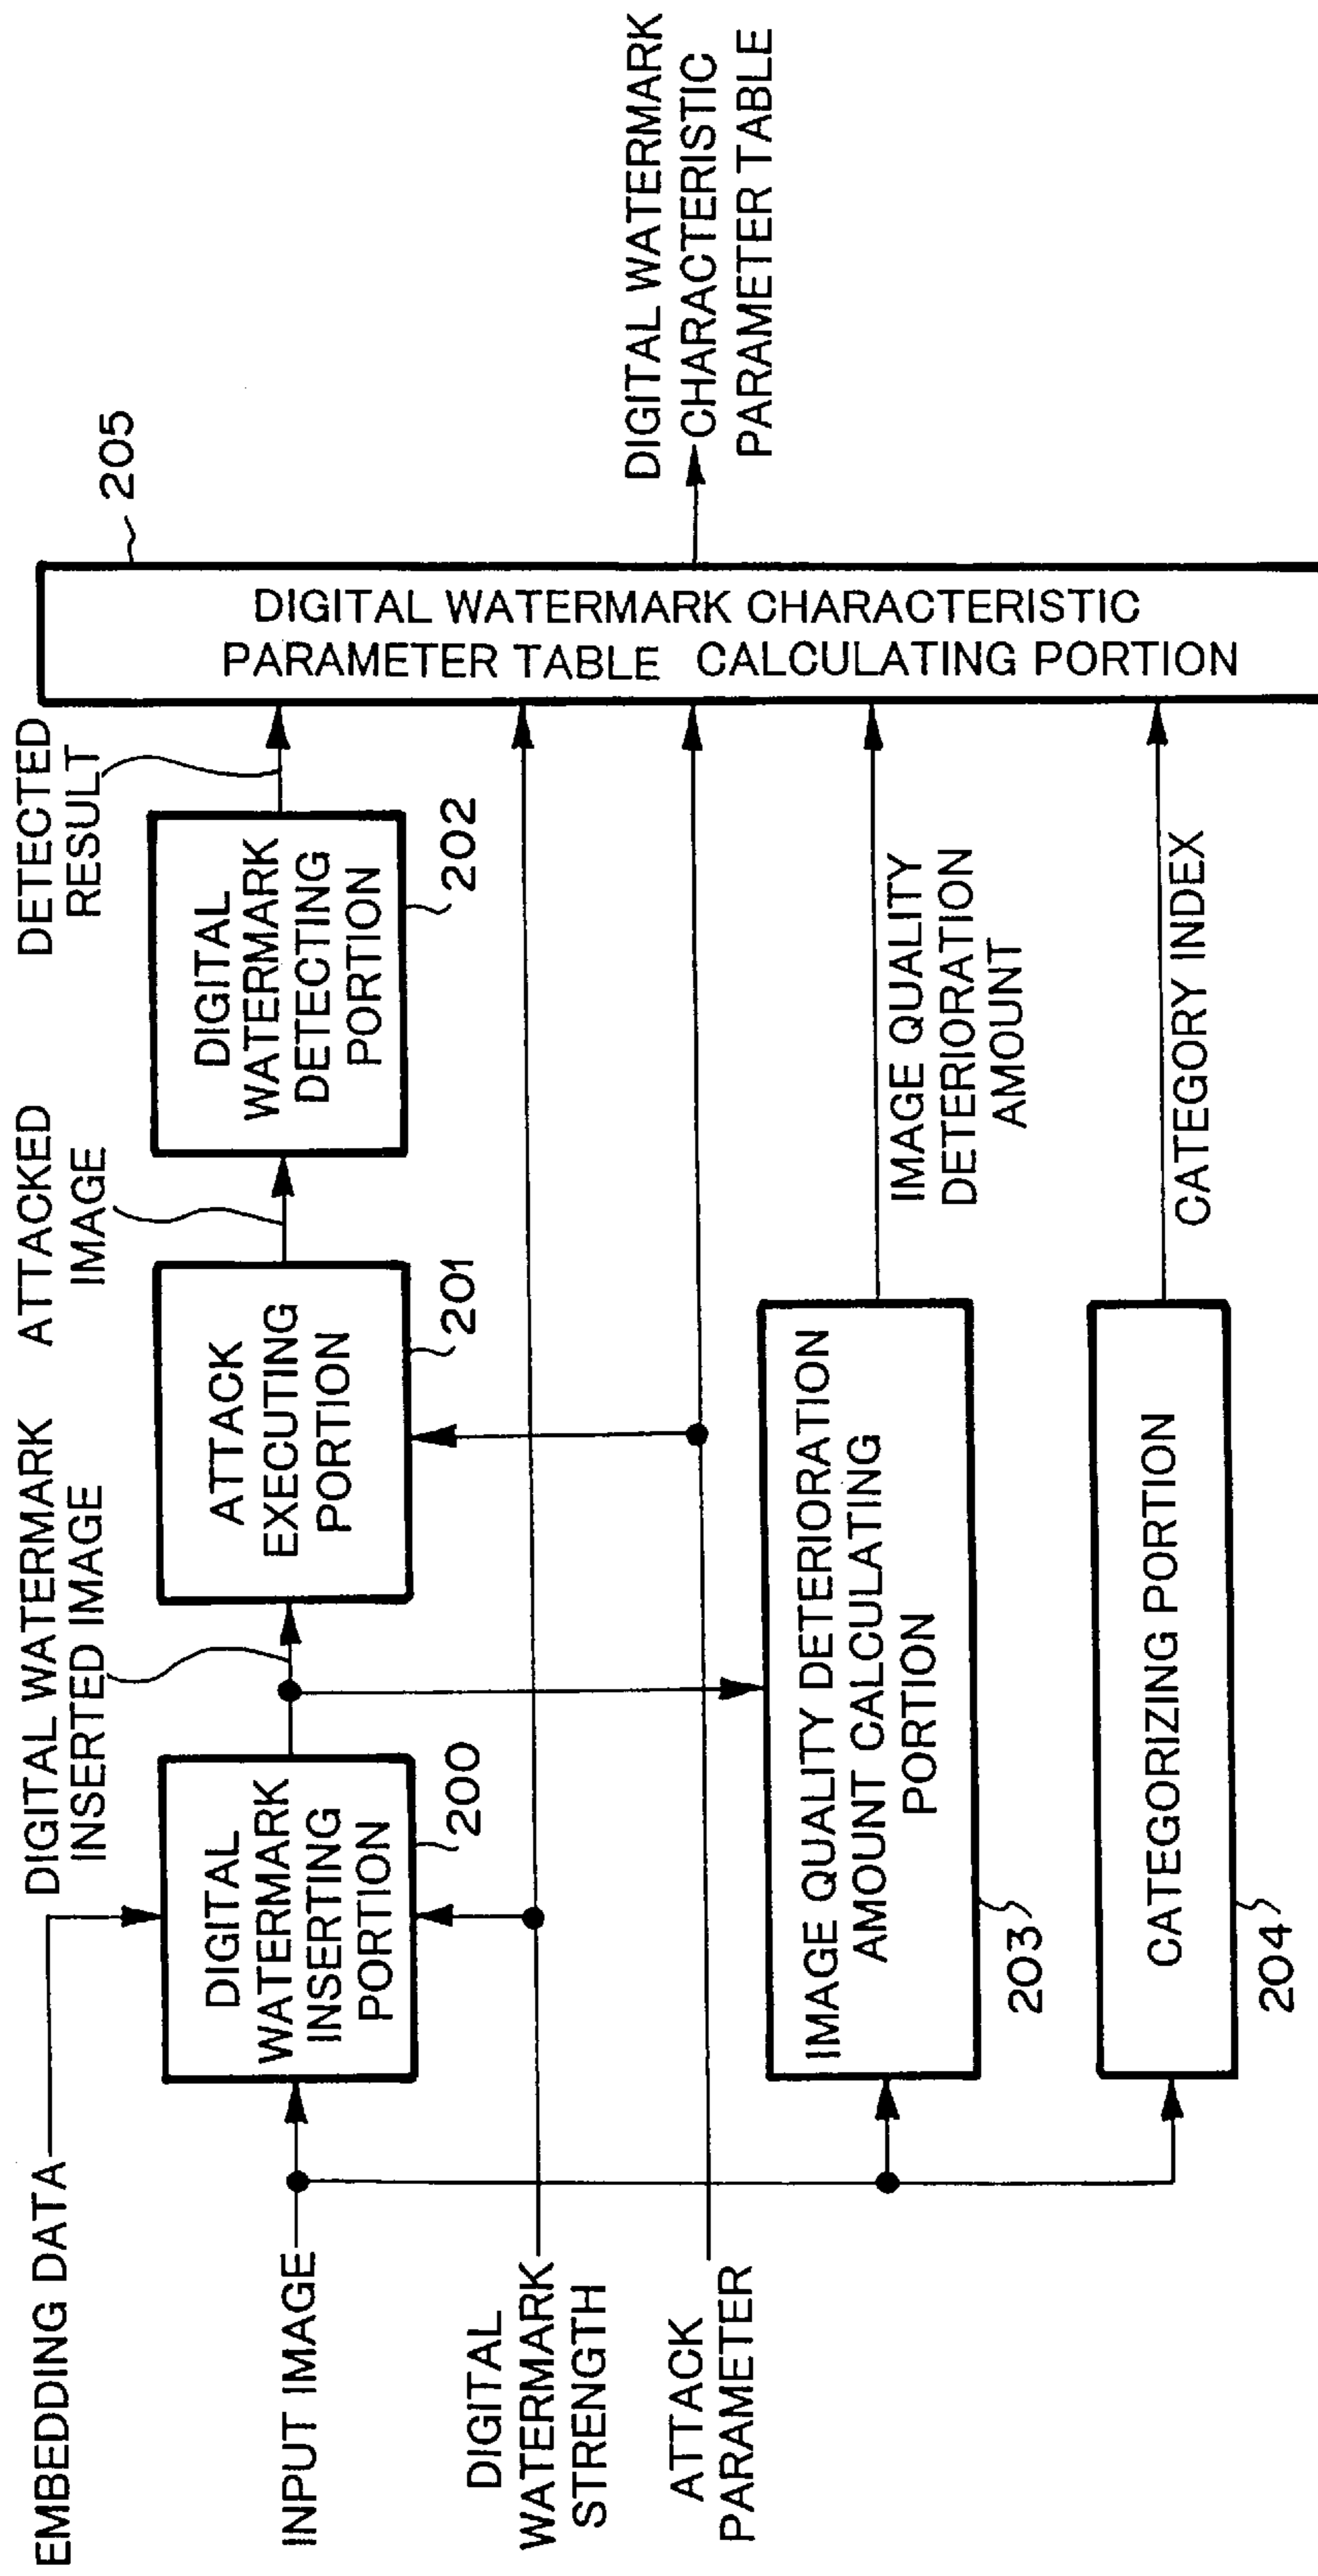 EMBEDDING DATA
INPUT IMAGE
DIGITAL
WATERMARK
STRENGTH
ATTACK
PARAMETER
DIGITAL WATERMARK
INSERTED IMAGE
DIGITAL
WATERMARK
INSERTING
PORTION
200
ATTACK
EXECUTING
PORTION
201
ATTACKED
IMAGE
DIGITAL
WATERMARK
DETECTING
PORTION
202
DETECTED
RESULT
IMAGE QUALITY DETERIORATION
AMOUNT CALCULATING
PORTION
203
IMAGE QUALITY
DETERIORATION
AMOUNT
CATEGORIZING PORTION
204
CATEGORY INDEX
205
DIGITAL WATERMARK CHARACTERISTIC
PARAMETER TABLE CALCULATING PORTION
DIGITAL WATERMARK
CHARACTERISTIC
PARAMETER TABLE